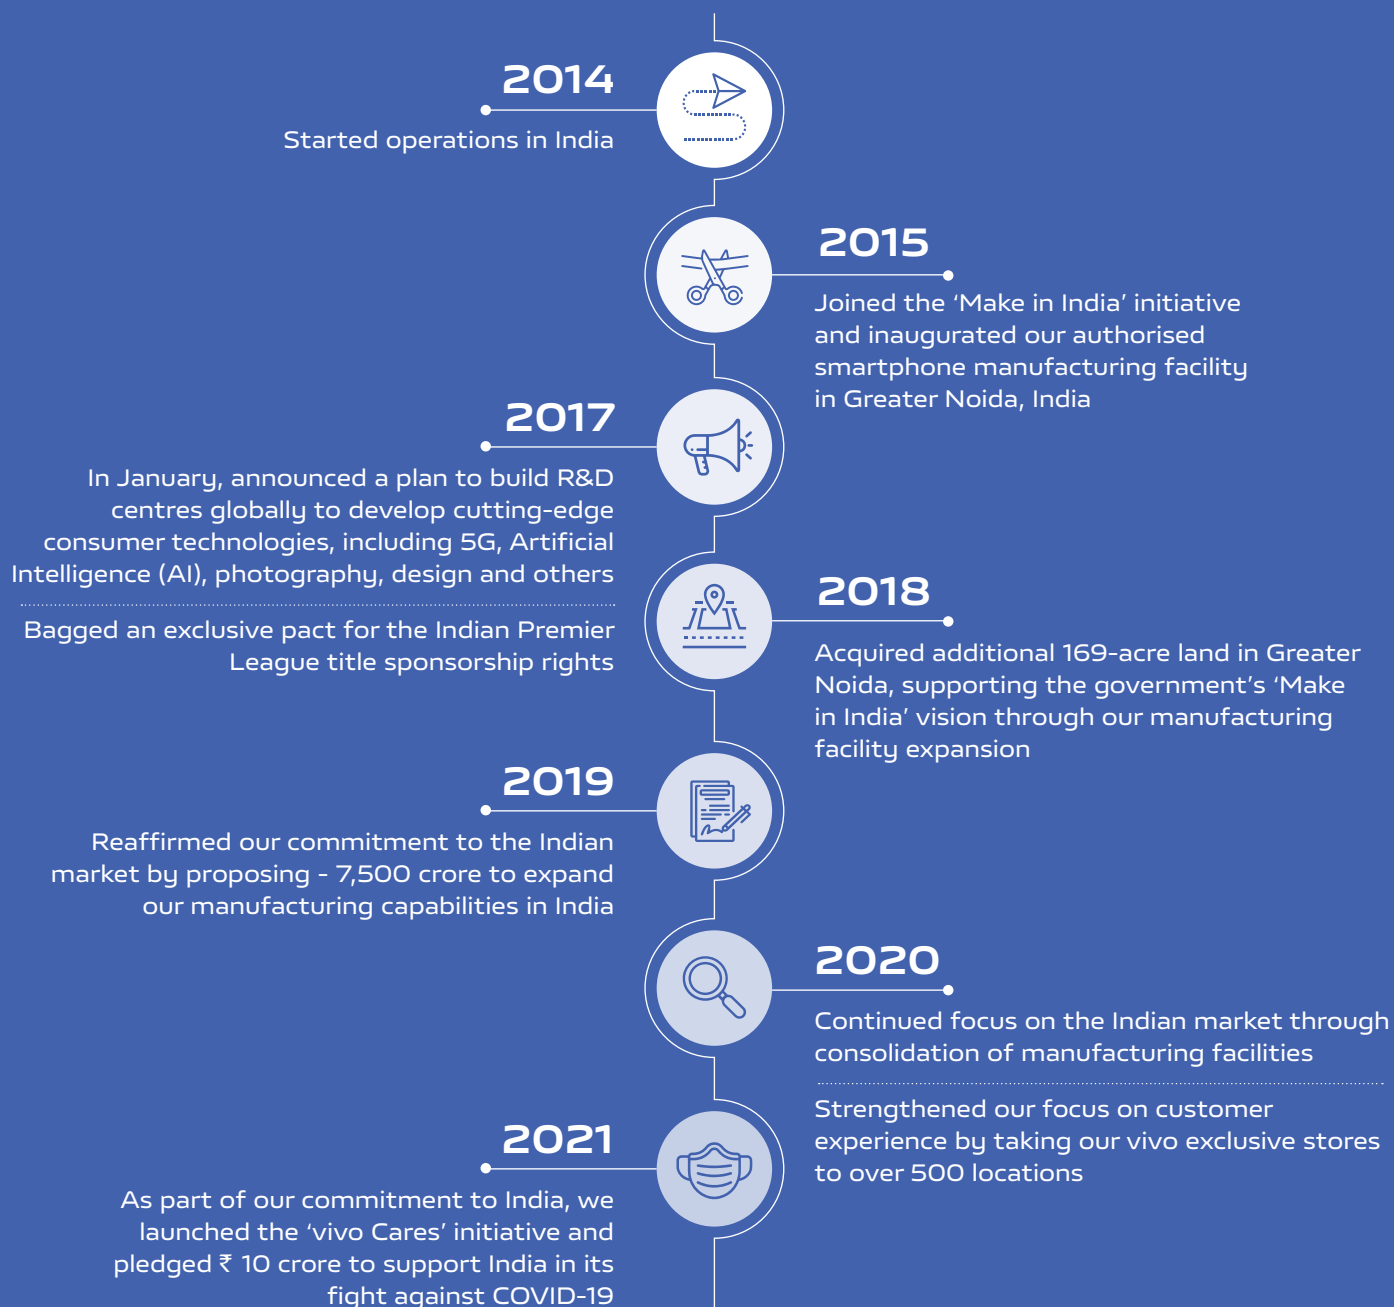 2014
Started operations in India
2015
Joined the ‘Make in India’ initiative
and inaugurated our authorised
smartphone manufacturing facility
in Greater Noida, India
2017
In January, announced a plan to build R&D
centres globally to develop cutting-edge
consumer technologies, including 5G, Artificial
Intelligence (AI), photography, design and others
Bagged an exclusive pact for the Indian Premier
League title sponsorship rights
2018
Acquired additional 169-acre land in Greater
Noida, supporting the government’s ‘Make
in India’ vision through our manufacturing
facility expansion
2019
Reaffirmed our commitment to the Indian
market by proposing - 7,500 crore to expand
our manufacturing capabilities in India
2020
Continued focus on the Indian market through
consolidation of manufacturing facilities
Strengthened our focus on customer
experience by taking our vivo exclusive stores
to over 500 locations
2021
As part of our commitment to India, we
launched the ‘vivo Cares’ initiative and
pledged ₹ 10 crore to support India in its
fight against COVID-19